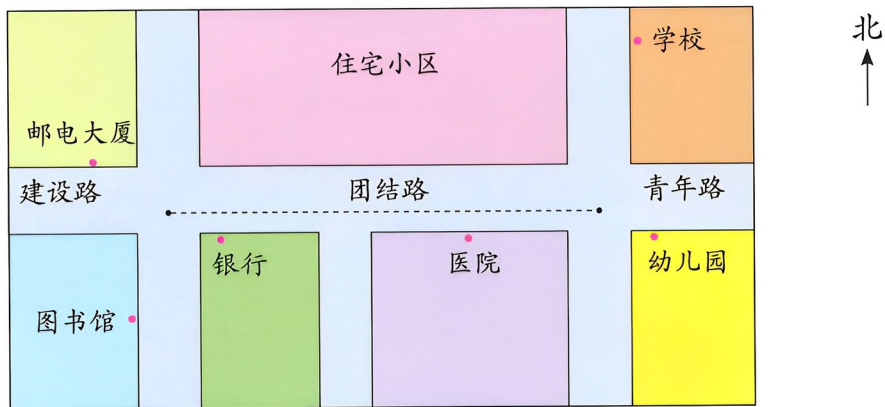 北
学校
住宅小区
邮电大厦
建设路
团结路
青年路
银行
医院
幼儿园
图书馆